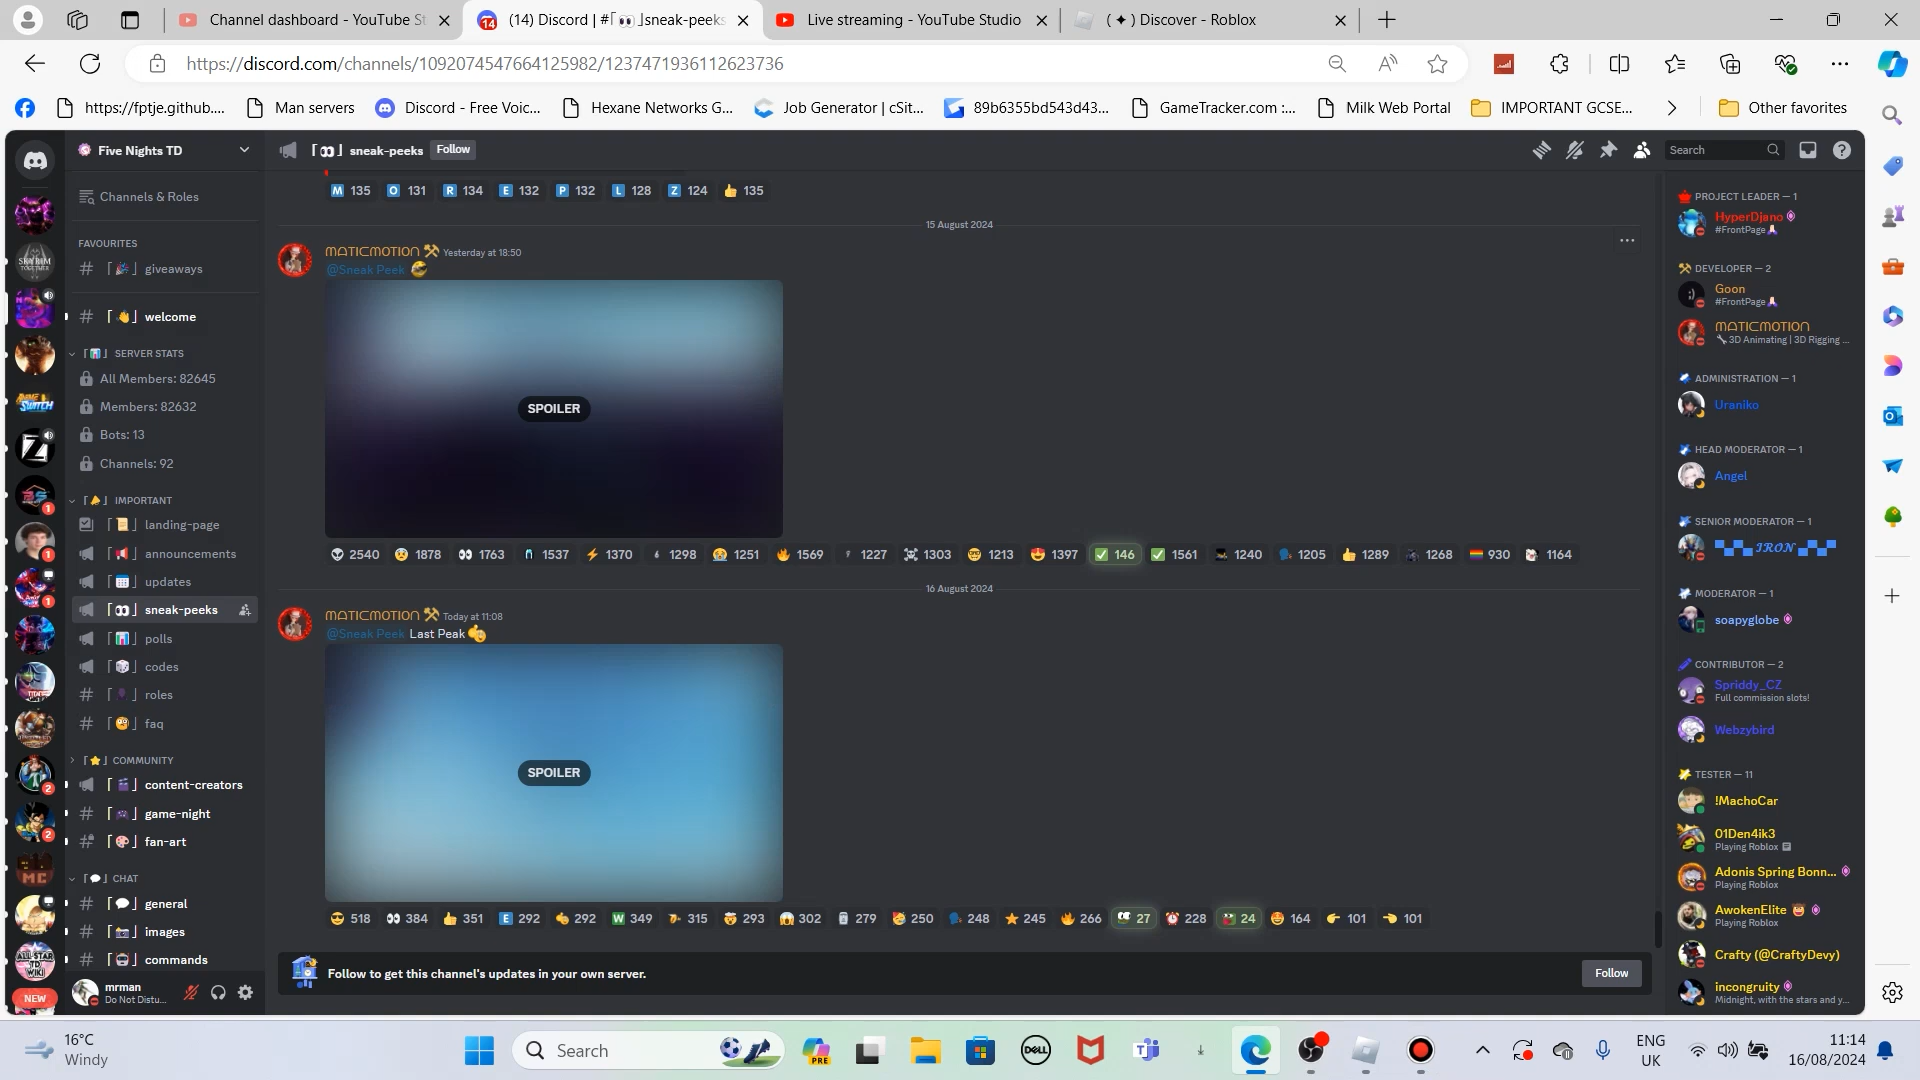 Channel dashboard - YouTube St
(14) Discord | #「👀」sneak-peeks
Live streaming - YouTube Studio
( ✦ ) Discover - Roblox
https://discord.com/channels/1092074547664125982/1237471936112623736
https://fptje.github....
Man servers
Discord - Free Voic...
Hexane Networks G...
Job Generator | cSit...
89b6355bd543d43...
GameTracker.com :...
Milk Web Portal
IMPORTANT GCSE...
Other favorites
Five Nights TD
「👀」 sneak-peeks
Follow
Search
Channels & Roles
FAVOURITES
giveaways
welcome
SERVER STATS
All Members: 82645
Members: 82632
Bots: 13
Channels: 92
IMPORTANT
landing-page
announcements
updates
sneak-peeks
polls
codes
roles
faq
COMMUNITY
content-creators
game-night
fan-art
CHAT
general
images
commands
NEW
mrman
Do Not Distu...
M 135 O 131 R 134 E 132 P 132 L 128 Z 124 👍 135
15 August 2024
MATICMOTION Yesterday at 18:50
@Sneak Peek
SPOILER
2540 1878 1763 1537 1370 1298 1251 1569 1227 1303 1213 1397 146 1561 1240 1205 1289 1268 930 1164
16 August 2024
MATICMOTION Today at 11:08
@Sneak Peek Last Peak
SPOILER
518 384 351 E 292 292 W 349 315 293 302 279 250 248 245 266 27 228 24 164 101 101
Follow to get this channel's updates in your own server.
Follow
PROJECT LEADER — 1
HyperDjano
#FrontPage
DEVELOPER — 2
Goon
#FrontPage
MATICMOTION
3D Animating | 3D Rigging ...
ADMINISTRATION — 1
Uraniko
HEAD MODERATOR — 1
Angel
SENIOR MODERATOR — 1
IRON
MODERATOR — 1
soapyglobe
CONTRIBUTOR — 2
Spriddy_CZ
Full commission slots!
Webzybird
TESTER — 11
!MachoCar
01Den4ik3
Playing Roblox
Adonis Spring Bonn...
Playing Roblox
AwokenElite
Playing Roblox
Crafty (@CraftyDevy)
incongruity
Midnight, with the stars and y...
16°C
Windy
Search
PRE
DELL
ENG
UK
11:14
16/08/2024